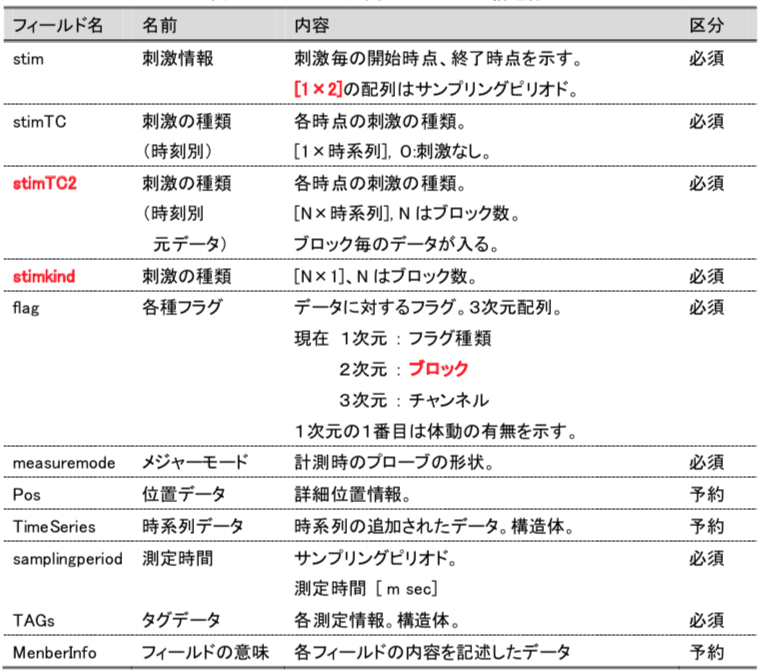 フィールド名 名前 内容 区分
stim 刺激情報 刺激毎の開始時点、終了時点を示す。 必須
[1×2]の配列はサンプリングピリオド。
stimTC 刺激の種類 各時点の刺激の種類。 必須
（時刻別） [1×時系列], 0:刺激なし。
stimTC2 刺激の種類 各時点の刺激の種類。 必須
（時刻別 [N×時系列], N はブロック数。
元データ） ブロック毎のデータが入る。
stimkind 刺激の種類 [N×1]、N はブロック数。 必須
flag 各種フラグ データに対するフラグ。3次元配列。 必須
現在 1次元 : フラグ種類
2次元 : ブロック
3次元 : チャンネル
1次元の1番目は体動の有無を示す。
measuremode メジャーモード 計測時のプローブの形状。 必須
Pos 位置データ 詳細位置情報。 予約
TimeSeries 時系列データ 時系列の追加されたデータ。構造体。 予約
samplingperiod 測定時間 サンプリングピリオド。 必須
測定時間 [ m sec]
TAGs タグデータ 各測定情報。構造体。 必須
MenberInfo フィールドの意味 各フィールドの内容を記述したデータ 予約